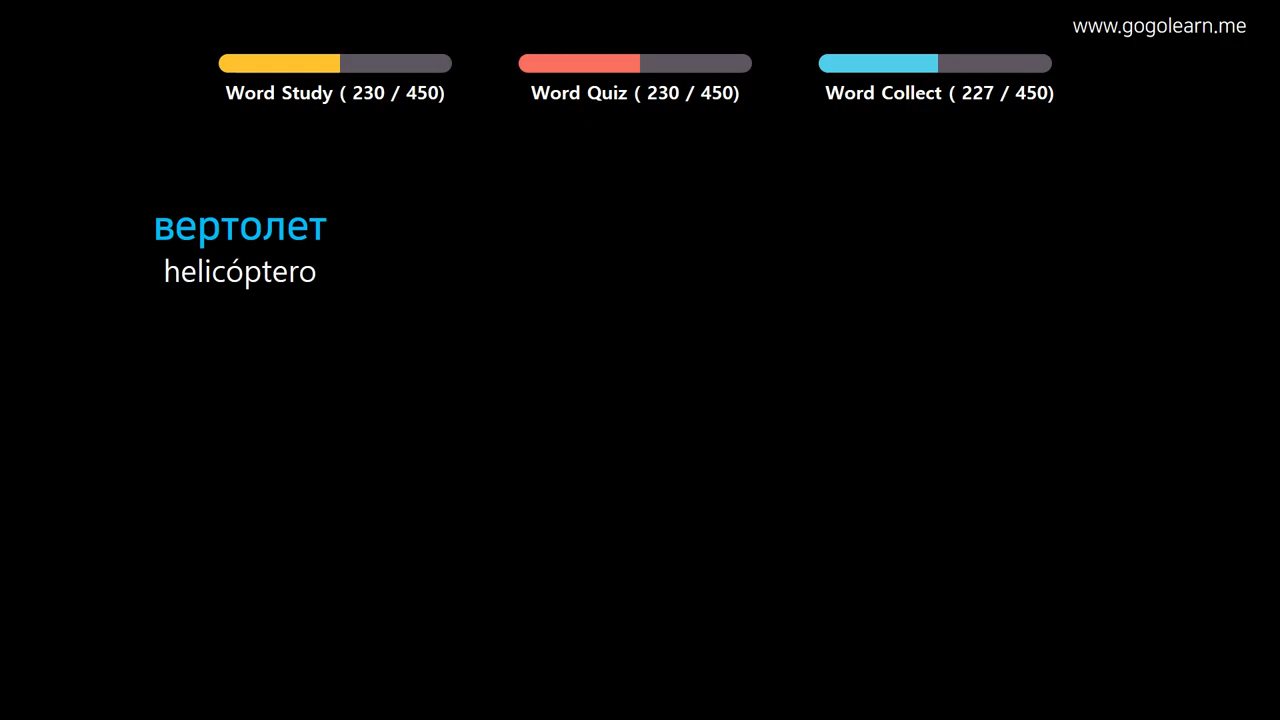 www.gogolearn.me
Word Study ( 230 / 450)
Word Quiz ( 230 / 450)
Word Collect ( 227 / 450)
вертолет
helicóptero